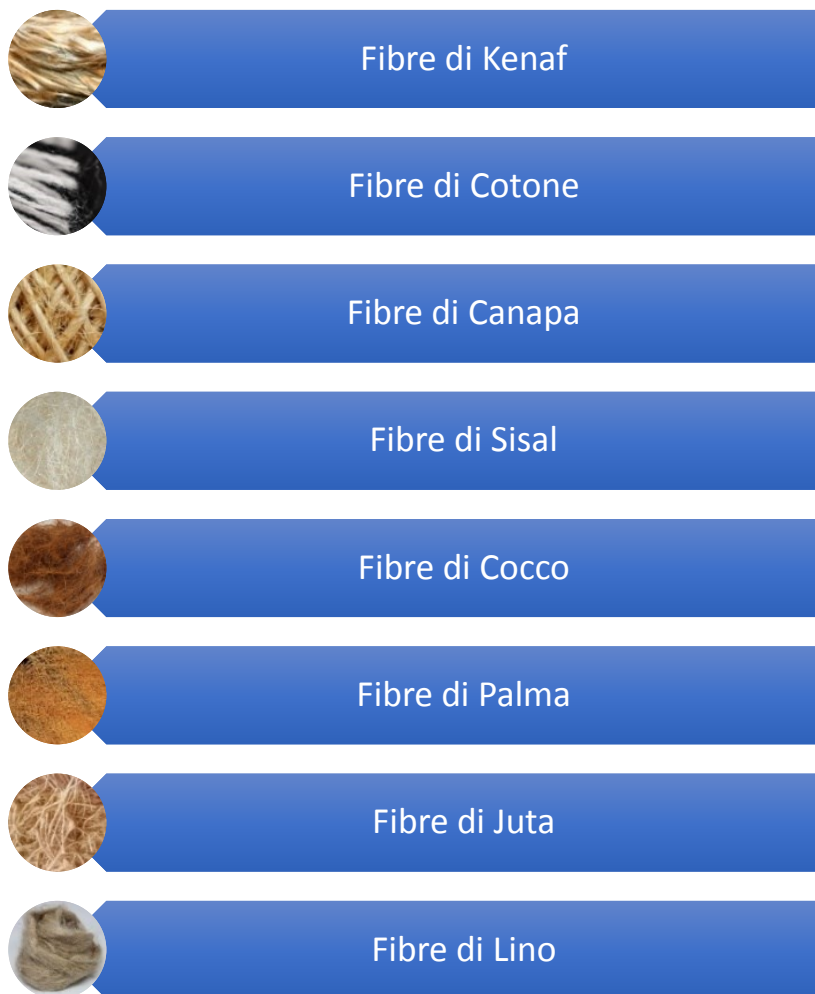 Fibre di Kenaf
Fibre di Cotone
Fibre di Canapa
Fibre di Sisal
Fibre di Cocco
Fibre di Palma
Fibre di Juta
Fibre di Lino